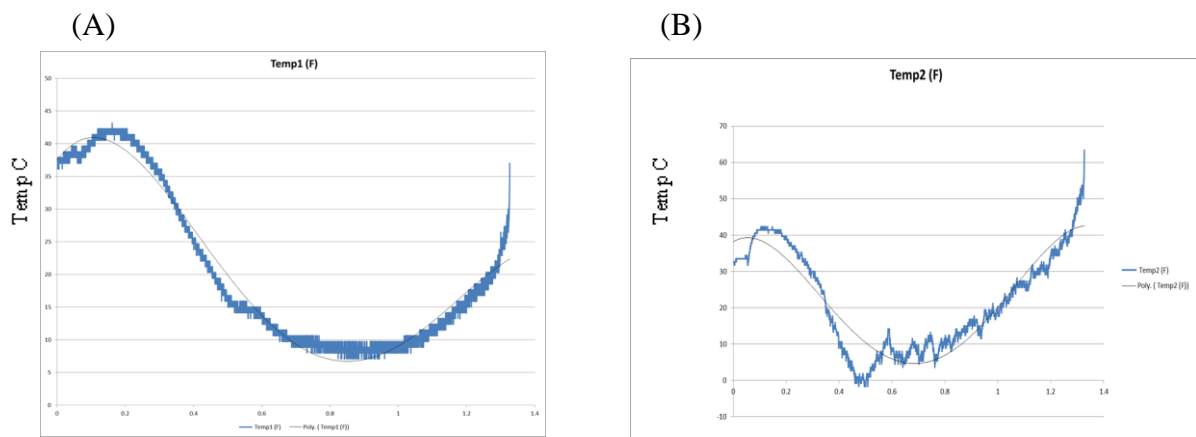 (A)
Temp1 (F)
Temp C
50
45
40
35
30
25
20
15
10
5
0
0 0.2 0.4 0.6 0.8 1 1.2 1.4
Temp1 (F) Poly. ( Temp1 (F))
(B)
Temp2 (F)
Temp C
70
60
50
40
30
20
10
0
-10
0 0.2 0.4 0.6 0.8 1 1.2 1.4
Temp2 (F)
Poly. ( Temp2 (F))